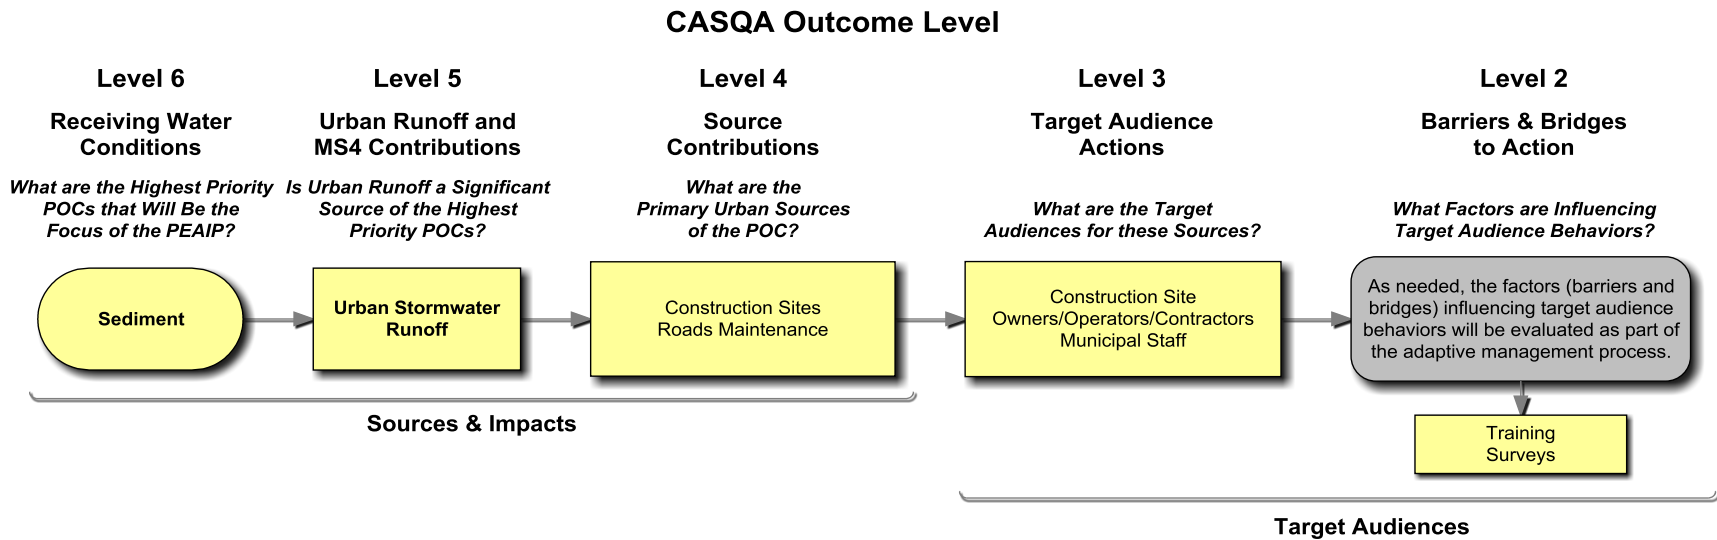 CASQA Outcome Level
Level 6
Receiving Water
Conditions
What are the Highest Priority
POCs that Will Be the
Focus of the PEAIP?
Sediment
Level 5
Urban Runoff and
MS4 Contributions
Is Urban Runoff a Significant
Source of the Highest
Priority POCs?
Urban Stormwater
Runoff
Level 4
Source
Contributions
What are the
Primary Urban Sources
of the POC?
Construction Sites
Roads Maintenance
Sources & Impacts
Level 3
Target Audience
Actions
What are the Target
Audiences for these Sources?
Construction Site
Owners/Operators/Contractors
Municipal Staff
Level 2
Barriers & Bridges
to Action
What Factors are Influencing
Target Audience Behaviors?
As needed, the factors (barriers and
bridges) influencing target audience
behaviors will be evaluated as part of
the adaptive management process.
Training
Surveys
Target Audiences